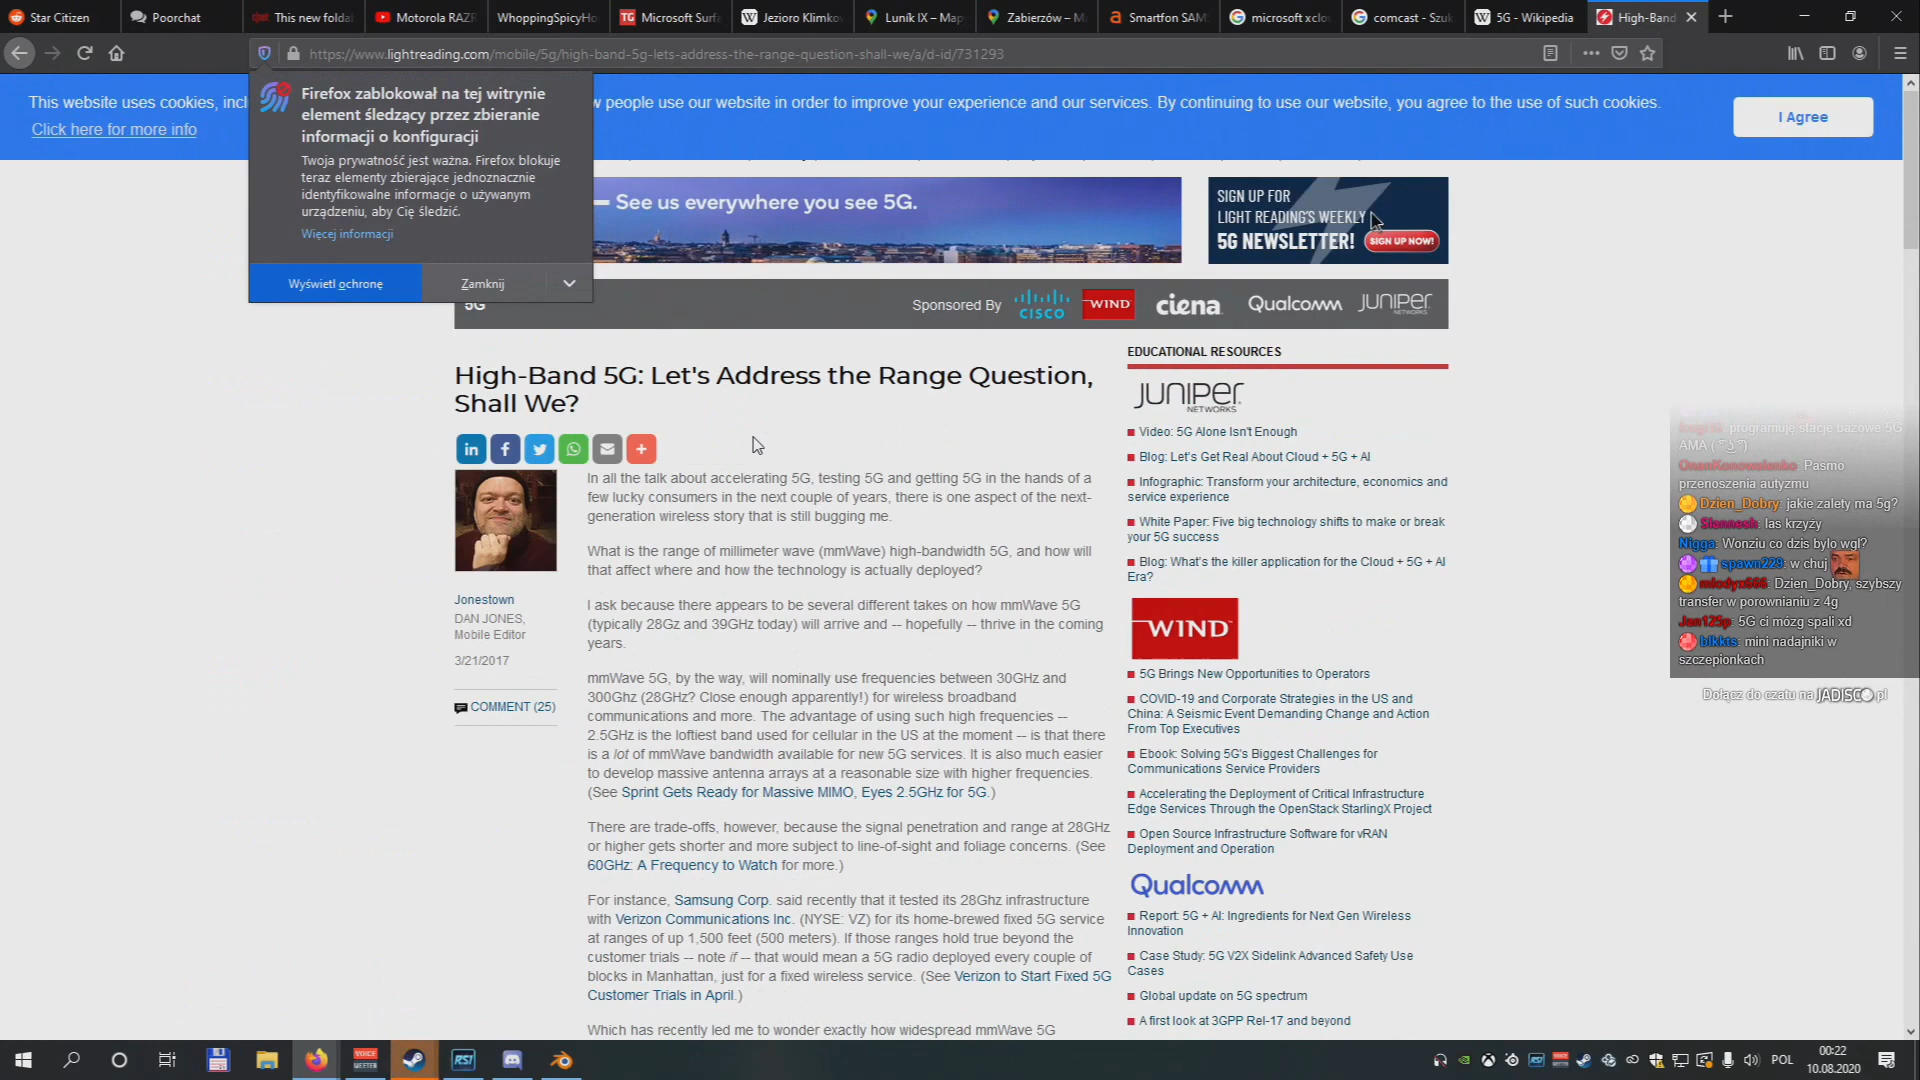 Star Citizen
Poorchat
This new folda
Motorola RAZR
WhoppingSpicyHo
Microsoft Surfa
Jezioro Klimkow
Luník IX – Map
Zabierzów – M
Smartfon SAMS
microsoft xclou
comcast - Szuk
5G - Wikipedia
High-Band
https://www.lightreading.com/mobile/5g/high-band-5g-lets-address-the-range-question-shall-we/a/d-id/731293
This website uses cookies, incl
w people use our website in order to improve your experience and our services. By continuing to use our website, you agree to the use of such cookies.
Click here for more info
I Agree
Firefox zablokował na tej witrynie
element śledzący przez zbieranie
informacji o konfiguracji
Twoja prywatność jest ważna. Firefox blokuje
teraz elementy zbierające jednoznacznie
identyfikowalne informacje o używanym
urządzeniu, aby Cię śledzić.
Więcej informacji
Wyświetl ochronę
Zamknij
See us everywhere you see 5G.
SIGN UP FOR
LIGHT READING'S WEEKLY
5G NEWSLETTER!
SIGN UP NOW!
5G
Sponsored By
CISCO
WIND
ciena
Qualcomm
JUNIPER
NETWORKS
High-Band 5G: Let's Address the Range Question,
Shall We?
Jonestown
DAN JONES,
Mobile Editor
3/21/2017
COMMENT (25)
In all the talk about accelerating 5G, testing 5G and getting 5G in the hands of a
few lucky consumers in the next couple of years, there is one aspect of the next-
generation wireless story that is still bugging me.
What is the range of millimeter wave (mmWave) high-bandwidth 5G, and how will
that affect where and how the technology is actually deployed?
I ask because there appears to be several different takes on how mmWave 5G
(typically 28Gz and 39GHz today) will arrive and -- hopefully -- thrive in the coming
years.
mmWave 5G, by the way, will nominally use frequencies between 30GHz and
300Ghz (28GHz? Close enough apparently!) for wireless broadband
communications and more. The advantage of using such high frequencies --
2.5GHz is the loftiest band used for cellular in the US at the moment -- is that there
is a lot of mmWave bandwidth available for new 5G services. It is also much easier
to develop massive antenna arrays at a reasonable size with higher frequencies.
(See Sprint Gets Ready for Massive MIMO, Eyes 2.5GHz for 5G.)
There are trade-offs, however, because the signal penetration and range at 28GHz
or higher gets shorter and more subject to line-of-sight and foliage concerns. (See
60GHz: A Frequency to Watch for more.)
For instance, Samsung Corp. said recently that it tested its 28Ghz infrastructure
with Verizon Communications Inc. (NYSE: VZ) for its home-brewed fixed 5G service
at ranges of up 1,500 feet (500 meters). If those ranges hold true beyond the
customer trials -- note if -- that would mean a 5G radio deployed every couple of
blocks in Manhattan, just for a fixed wireless service. (See Verizon to Start Fixed 5G
Customer Trials in April.)
Which has recently led me to wonder exactly how widespread mmWave 5G
EDUCATIONAL RESOURCES
JUNIPER
NETWORKS
Video: 5G Alone Isn't Enough
Blog: Let's Get Real About Cloud + 5G + AI
Infographic: Transform your architecture, economics and
service experience
White Paper: Five big technology shifts to make or break
your 5G success
Blog: What's the killer application for the Cloud + 5G + AI
Era?
WIND
5G Brings New Opportunities to Operators
COVID-19 and Corporate Strategies in the US and
China: A Seismic Event Demanding Change and Action
From Top Executives
Ebook: Solving 5G's Biggest Challenges for
Communications Service Providers
Accelerating the Deployment of Critical Infrastructure
Edge Services Through the OpenStack StarlingX Project
Open Source Infrastructure Software for vRAN
Deployment and Operation
Qualcomm
Report: 5G + AI: Ingredients for Next Gen Wireless
Innovation
Case Study: 5G V2X Sidelink Advanced Safety Use
Cases
Global update on 5G spectrum
A first look at 3GPP Rel-17 and beyond
programuję stacje bazowe 5G
AMA ( ͡° ͜ʖ ͡°)
OnanKonowalenko: Pasmo
przenoszenia autyzmu
Dzien_Dobry: jakie zalety ma 5g?
Slannesh: las krzyży
Nigga: Wonziu co dzis bylo wgl?
spawn229: w chuj
mlodyx666: Dzien_Dobry, szybszy
transfer w porownianiu z 4g
Jan125p: 5G ci mózg spali xd
blkkts: mini nadajniki w
szczepionkach
Dołącz do czatu na JADISCO.pl
VOICE
MEETER
RSI
POL
00:22
10.08.2020